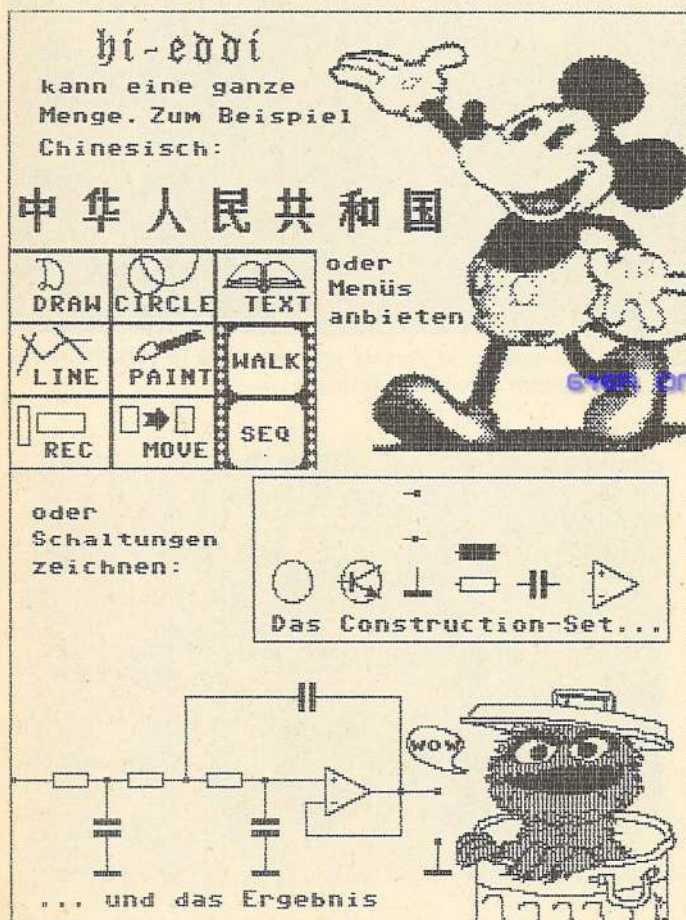 hi-eddi
kann eine ganze
Menge. Zum Beispiel
Chinesisch:
中华人民共和国
DRAW CIRCLE TEXT
oder
Menüs
anbieten
LINE PAINT WALK
REC MOVE SEQ
oder
Schaltungen
zeichnen:
Das Construction-Set...
WOW
... und das Ergebnis